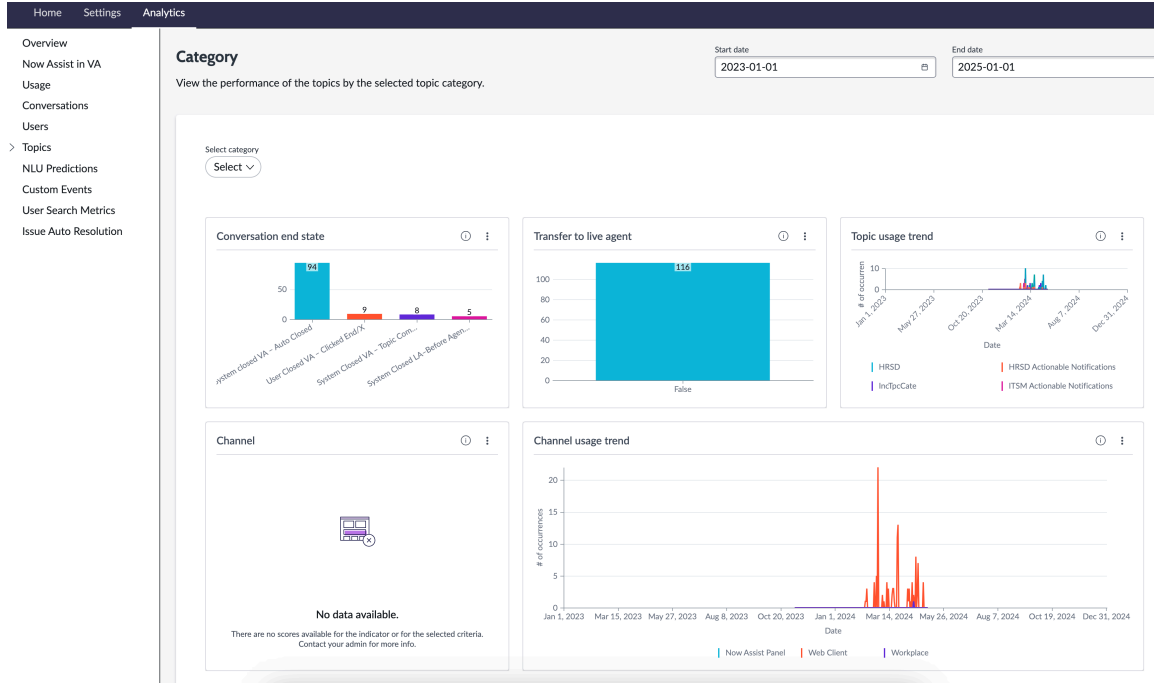 Home Settings Analytics
Overview
Now Assist in VA
Usage
Conversations
Users
Topics
NLU Predictions
Custom Events
User Search Metrics
Issue Auto Resolution
Category
View the performance of the topics by the selected topic category.
Start date
2023-01-01
End date
2025-01-01
Select category
Select
Conversation end state
94
9
8
5
50
0
ystem closed VA – Auto Closed
User Closed VA – Clicked End/X
System Closed VA – Topic Com...
System Closed LA–Before Agen...
Transfer to live agent
116
100
80
60
40
20
0
False
Topic usage trend
# of occurren
10
0
Jan 1, 2023
May 27, 2023
Oct 20, 2023
Mar 14, 2024
Aug 7, 2024
Dec 31, 2024
Date
HRSD
HRSD Actionable Notifications
IncTpcCate
ITSM Actionable Notifications
Channel
No data available.
There are no scores available for the indicator or for the selected criteria.
Contact your admin for more info.
Channel usage trend
# of occurrences
20
15
10
5
0
Jan 1, 2023 Mar 15, 2023 May 27, 2023 Aug 8, 2023 Oct 20, 2023 Jan 1, 2024 Mar 14, 2024 May 26, 2024 Aug 7, 2024 Oct 19, 2024 Dec 31, 2024
Date
Now Assist Panel Web Client Workplace